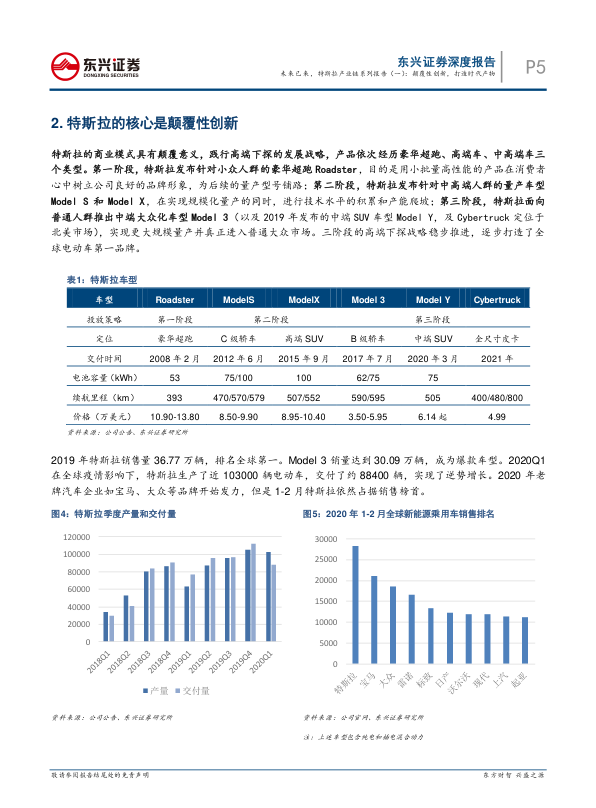 东兴证券
DONGXING SECURITIES
东兴证券深度报告
未来已来，特斯拉产业链系列报告（一）：颠覆性创新，打造时代产物
P5
2. 特斯拉的核心是颠覆性创新
特斯拉的商业模式具有颠覆意义，践行高端下探的发展战略，产品依次经历豪华超跑、高端车、中高端车三
个类型。第一阶段，特斯拉发布针对小众人群的豪华超跑 Roadster，目的是用小批量高性能的产品在消费者
心中树立公司良好的品牌形象，为后续的量产型号铺路；第二阶段，特斯拉发布针对中高端人群的量产车型
Model S 和 Model X，在实现规模化量产的同时，进行技术水平的积累和产能爬坡；第三阶段，特斯拉面向
普通人群推出中端大众化车型 Model 3（以及 2019 年发布的中端 SUV 车型 Model Y，及 Cybertruck 定位于
北美市场），实现更大规模量产并真正进入普通大众市场。三阶段的高端下探战略稳步推进，逐步打造了全
球电动车第一品牌。
表1：特斯拉车型
车型 Roadster ModelS ModelX Model 3 Model Y Cybertruck
投放策略 第一阶段 第二阶段 第三阶段
定位 豪华超跑 C 级轿车 高端 SUV B 级轿车 中端 SUV 全尺寸皮卡
交付时间 2008 年 2 月 2012 年 6 月 2015 年 9 月 2017 年 7 月 2020 年 3 月 2021 年
电池容量（kWh） 53 75/100 100 62/75 75
续航里程（km） 393 470/570/579 507/552 590/595 505 400/480/800
价格（万美元） 10.90-13.80 8.50-9.90 8.95-10.40 3.50-5.95 6.14 起 4.99
资料来源：公司公告、东兴证券研究所
2019 年特斯拉销售量 36.77 万辆，排名全球第一。Model 3 销量达到 30.09 万辆，成为爆款车型。2020Q1
在全球疫情影响下，特斯拉生产了近 103000 辆电动车，交付了约 88400 辆，实现了逆势增长。2020 年老
牌汽车企业如宝马、大众等品牌开始发力，但是 1-2 月特斯拉依然占据销售榜首。
图4：特斯拉季度产量和交付量
120000
100000
80000
60000
40000
20000
0
2018Q1 2018Q2 2018Q3 2018Q4 2019Q1 2019Q2 2019Q3 2019Q4 2020Q1
产量 交付量
资料来源：公司公告、东兴证券研究所
图5：2020 年 1-2 月全球新能源乘用车销售排名
30000
25000
20000
15000
10000
5000
0
特斯拉 宝马 大众 雷诺 标致 日产 沃尔沃 现代 上汽 起亚
资料来源：公司官网、东兴证券研究所
注：上述车型包含纯电和插电混合动力
敬请参阅报告结尾处的免责声明
东方财智 兴盛之源